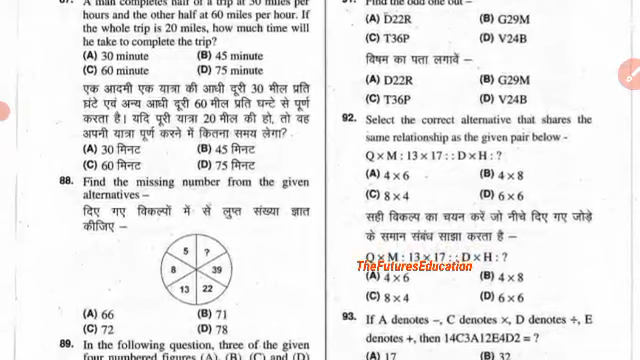 87. A man completes half of a trip at 30 miles per
hours and the other half at 60 miles per hour. If
the whole trip is 20 miles, how much time will
he take to complete the trip?
(A) 30 minute (B) 45 minute
(C) 60 minute (D) 75 minute
एक आदमी एक यात्रा की आधी दूरी 30 मील प्रति
घंटे एवं अन्य आधी दूरी 60 मील प्रति घन्टे से पूर्ण
करता है। यदि पूरी यात्रा 20 मील की हो, तो वह
अपनी यात्रा पूर्ण करने में कितना समय लेगा?
(A) 30 मिनट (B) 45 मिनट
(C) 60 मिनट (D) 75 मिनट
88. Find the missing number from the given
alternatives –
दिए गए विकल्पों में से लुप्त संख्या ज्ञात
कीजिए –
5 ?
8 39
13 22
(A) 66 (B) 71
(C) 72 (D) 78
89. In the following question, three of the given
four numbered figures (A), (B), (C) and (D)
91. Find the odd one out –
(A) D22R (B) G29M
(C) T36P (D) V24B
विषम का पता लगावें –
(A) D22R (B) G29M
(C) T36P (D) V24B
92. Select the correct alternative that shares the
same relationship as the given pair below -
Q × M : 13 × 17 : : D × H : ?
(A) 4 × 6 (B) 4 × 8
(C) 8 × 4 (D) 6 × 6
सही विकल्प का चयन करें जो नीचे दिए गए जोड़े
के समान संबंध साझा करता है –
Q × M : 13 × 17 : : D × H : ?
TheFuturesEducation
(A) 4 × 6 (B) 4 × 8
(C) 8 × 4 (D) 6 × 6
93. If A denotes –, C denotes ×, D denotes ÷, E
denotes +, then 14C3A12E4D2 = ?
(A) 17 (B) 32